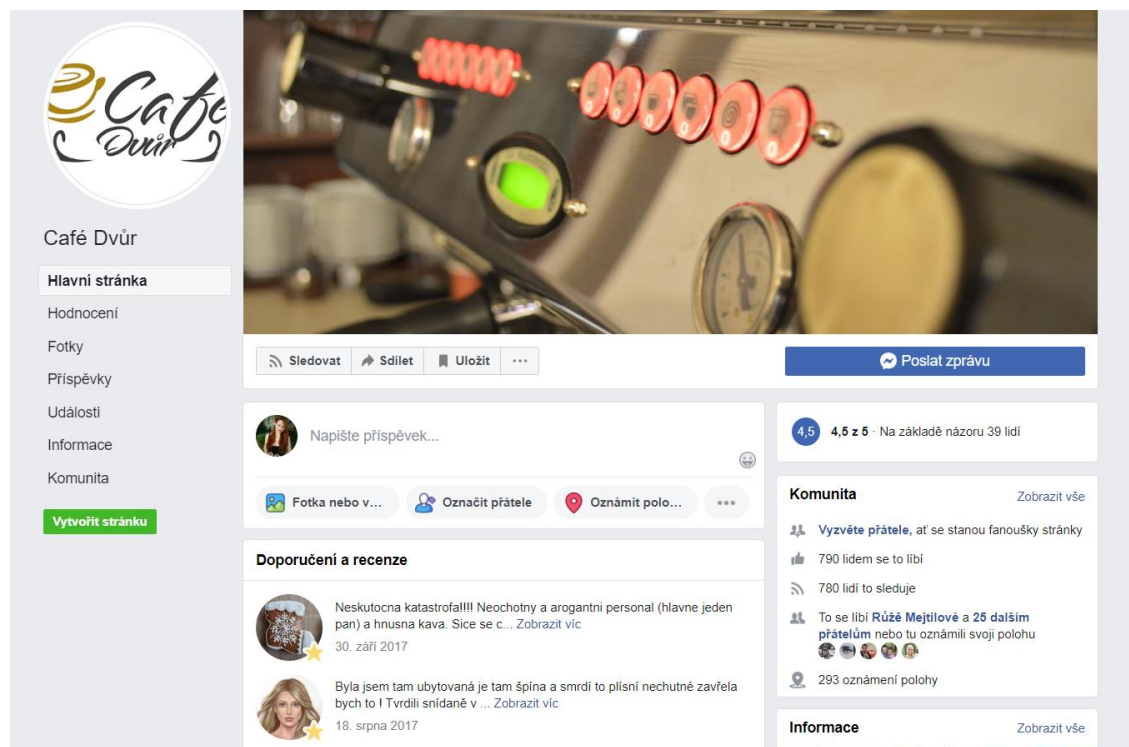 Café
Dvůr
Café Dvůr
Hlavní stránka
Hodnocení
Fotky
Příspěvky
Události
Informace
Komunita
Vytvořit stránku
Sledovat
Sdílet
Uložit
Poslat zprávu
Napište příspěvek...
Fotka nebo v...
Označit přátele
Oznámit polo...
Doporučení a recenze
Neskutocna katastrofa!!!! Neochotny a arogantni personal (hlavne jeden
pan) a hnusna kava. Sice se c... Zobrazit víc
30. září 2017
Byla jsem tam ubytovaná je tam špína a smrdí to plísní nechutné zavřela
bych to ! Tvrdili snídaně v ... Zobrazit víc
18. srpna 2017
4,5 4,5 z 5 · Na základě názoru 39 lidí
Komunita Zobrazit vše
Vyzvěte přátele, ať se stanou fanoušky stránky
790 lidem se to líbí
780 lidí to sleduje
To se líbí Růžě Mejtilové a 25 dalším
přátelům nebo tu oznámili svoji polohu
293 oznámení polohy
Informace Zobrazit vše